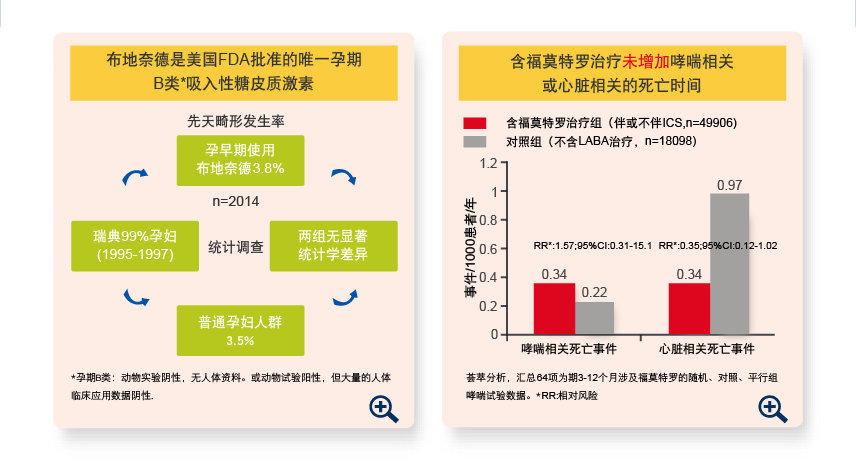 布地奈德是美国FDA批准的唯一孕期
B类*吸入性糖皮质激素
先天畸形发生率
孕早期使用
布地奈德3.8%
n=2014
瑞典99%孕妇
(1995-1997)
统计调查
两组无显著
统计学差异
普通孕妇人群
3.5%
*孕期B类：动物实验阴性，无人体资料。或动物试验阳性，但大量的人体
临床应用数据阴性.
含福莫特罗治疗未增加哮喘相关
或心脏相关的死亡时间
含福莫特罗治疗组（伴或不伴ICS,n=49906)
对照组（不含LABA治疗，n=18098)
事件/1000患者/年
1.2
1
0.8
0.6
0.4
0.2
0
RR*:1.57;95%CI:0.31-15.1
RR*:0.35;95%CI:0.12-1.02
0.34
0.22
0.34
0.97
哮喘相关死亡事件
心脏相关死亡事件
荟萃分析，汇总64项为期3-12个月涉及福莫特罗的随机、对照、平行组
哮喘试验数据。*RR:相对风险